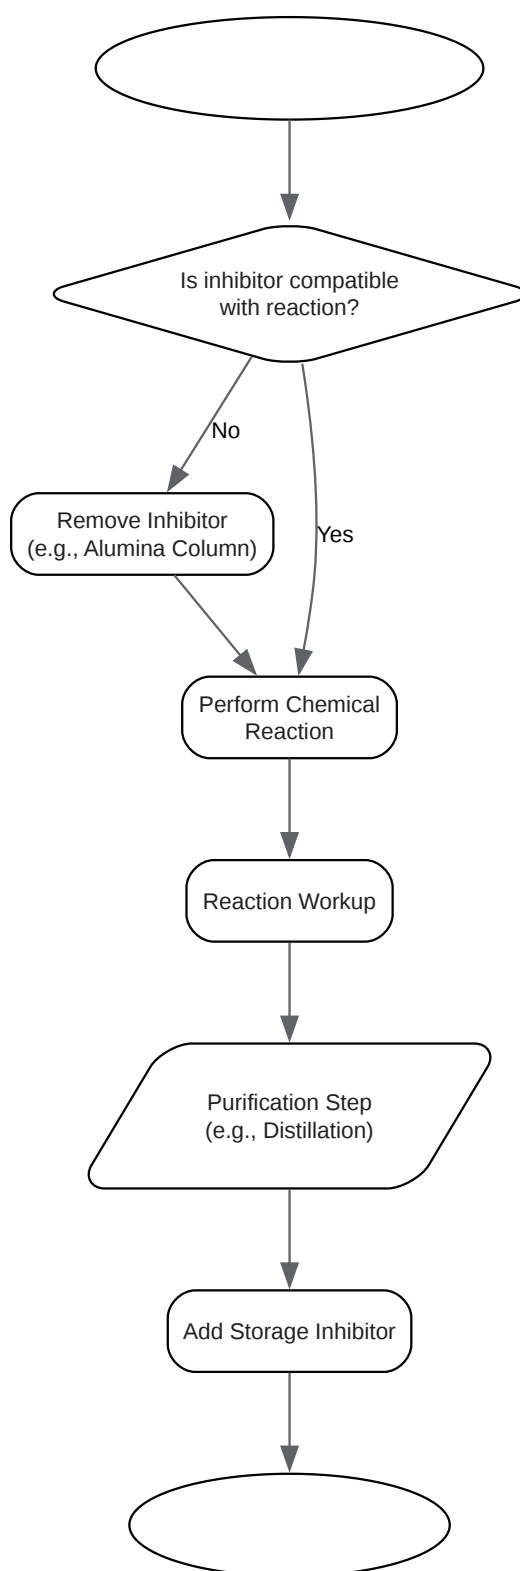 Is inhibitor compatible
with reaction?
No
Remove Inhibitor
(e.g., Alumina Column)
Yes
Perform Chemical
Reaction
Reaction Workup
Purification Step
(e.g., Distillation)
Add Storage Inhibitor